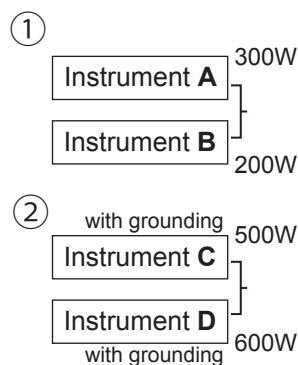 ①
300W
Instrument A
Instrument B
200W
②
with grounding
500W
Instrument C
Instrument D
600W
with grounding